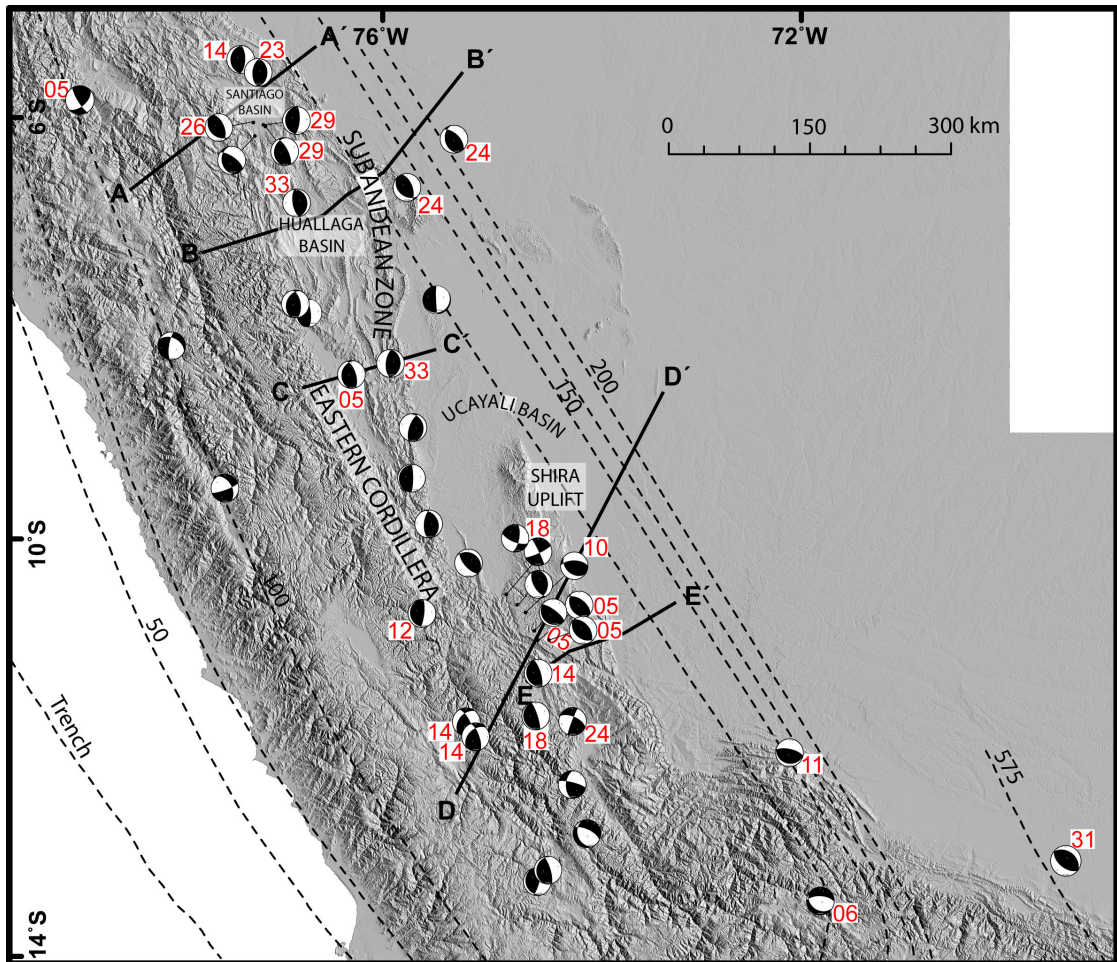 76°W
72°W
14
23
A´
B´
05
SANTIAGO
BASIN
6°S
26
29
0
150
300 km
29
24
A
33
24
SUBANDEAN ZONE
HUALLAGA
BASIN
B
C´
200
150
33
C
05
D´
UCAYALI BASIN
EASTERN CORDILLERA
SHIRA
UPLIFT
10°S
18
10
100
E´
05
50
12
05
05
14
E
Trench
14
14
18
24
11
575
D
31
06
14°S